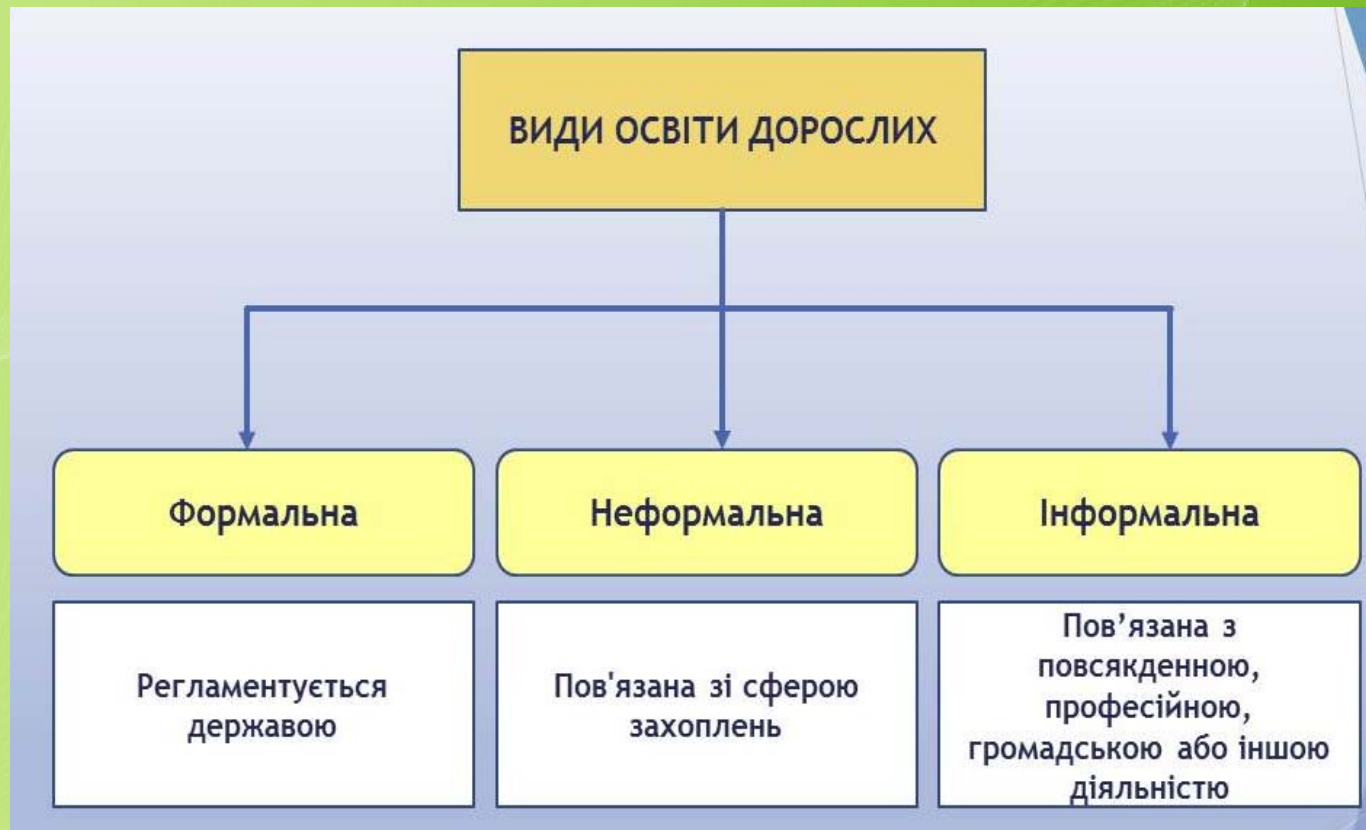 ВИДИ ОСВІТИ ДОРОСЛИХ
Формальна
Неформальна
Інформальна
Регламентується
державою
Пов'язана зі сферою
захоплень
Пов’язана з
повсякденною,
професійною,
громадською або іншою
діяльністю